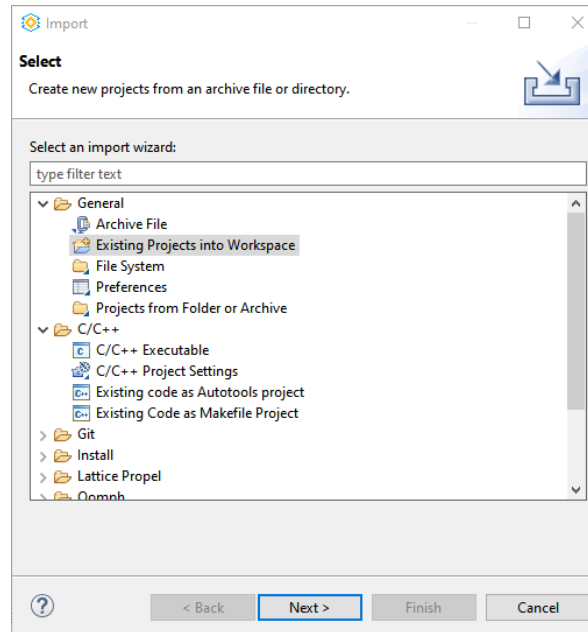 Import
Select
Create new projects from an archive file or directory.
Select an import wizard:
type filter text
General
Archive File
Existing Projects into Workspace
File System
Preferences
Projects from Folder or Archive
C/C++
C/C++ Executable
C/C++ Project Settings
Existing code as Autotools project
Existing Code as Makefile Project
Git
Install
Lattice Propel
Oomph
< Back
Next >
Finish
Cancel